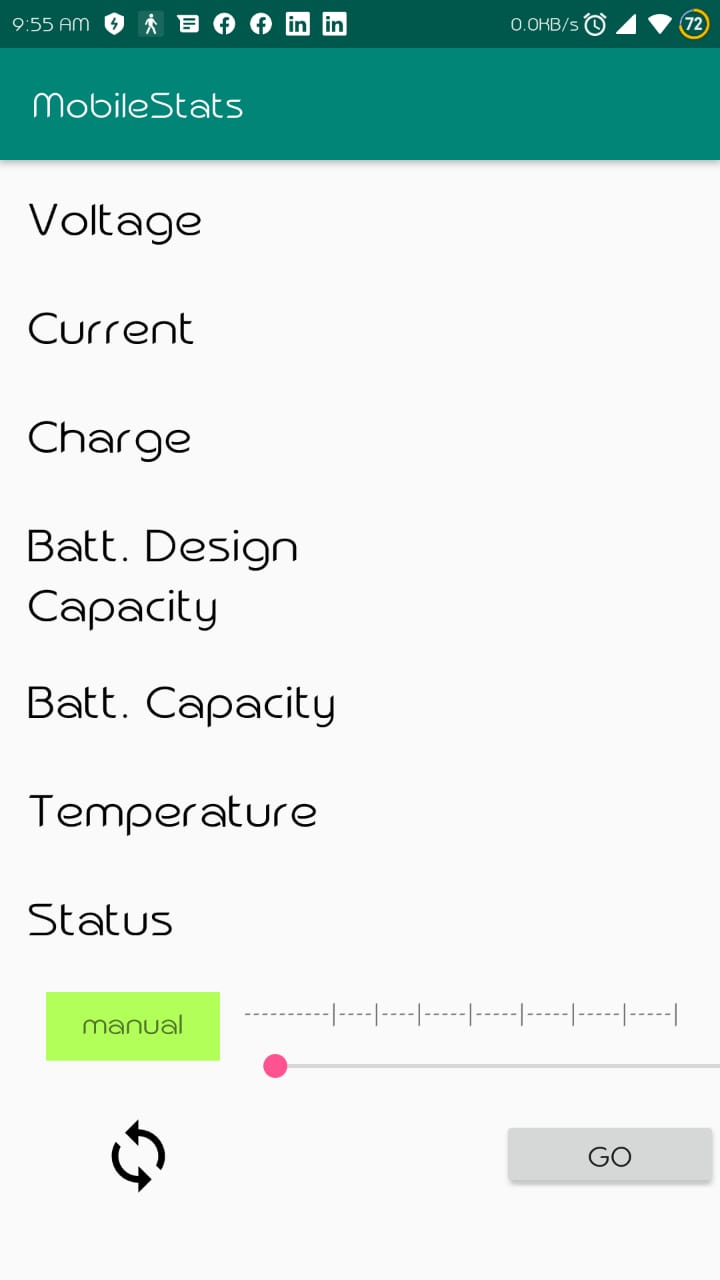 9:55 AM 0.0KB/s 72
MobileStats
Voltage
Current
Charge
Batt. Design
Capacity
Batt. Capacity
Temperature
Status
manual
----------|----|----|-----|-----|-----|-----|-----|
GO